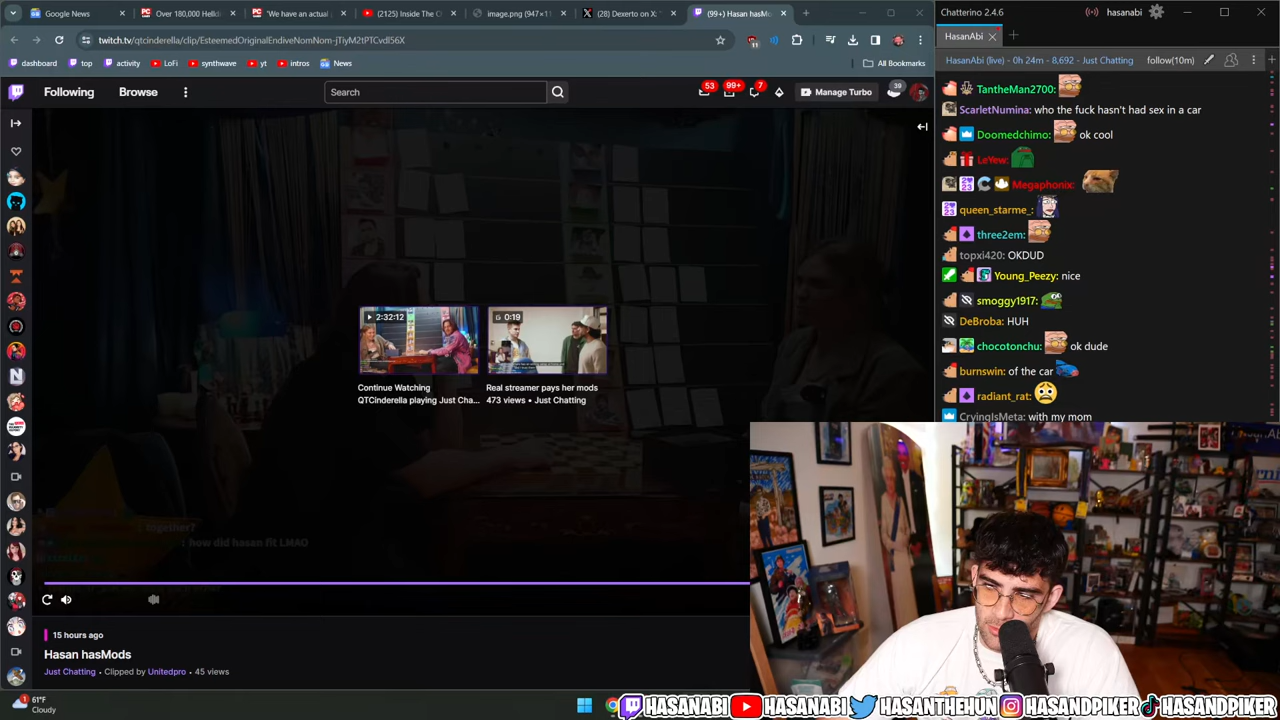 Google News
Over 180,000 Helldi
"We have an actual
(2125) Inside The C
image.png (947×11
(28) Dexerto on X: "
(99+) Hasan hasMo
twitch.tv/qtcinderella/clip/EsteemedOriginalEndiveNomNom-jTiyM2tPTCvdl56X
dashboard
top
activity
LoFi
synthwave
yt
intros
News
All Bookmarks
Following
Browse
Search
53
99+
7
Manage Turbo
39
2:32:12
0:19
Continue Watching
QTCinderella playing Just Cha...
Real streamer pays her mods
473 views • Just Chatting
together?
: how did hasan fit LMAO
15 hours ago
Hasan hasMods
Just Chatting • Clipped by Unitedpro • 45 views
61°F
Cloudy
Chatterino 2.4.6
hasanabi
HasanAbi
HasanAbi (live) - 0h 24m - 8,692 - Just Chatting
follow(10m)
TantheMan2700:
ScarletNumina: who the fuck hasn't had sex in a car
Doomedchimo: ok cool
LeYew:
Megaphonix:
queen_starme_:
three2em:
topxi420: OKDUD
Young_Peezy: nice
smoggy1917:
DeBroba: HUH
chocotonchu: ok dude
burnswin: of the car
radiant_rat:
CryingIsMeta: with my mom
HASANABI HASANABI HASANTHEHUN HASANDPIKER HASANDPIKER